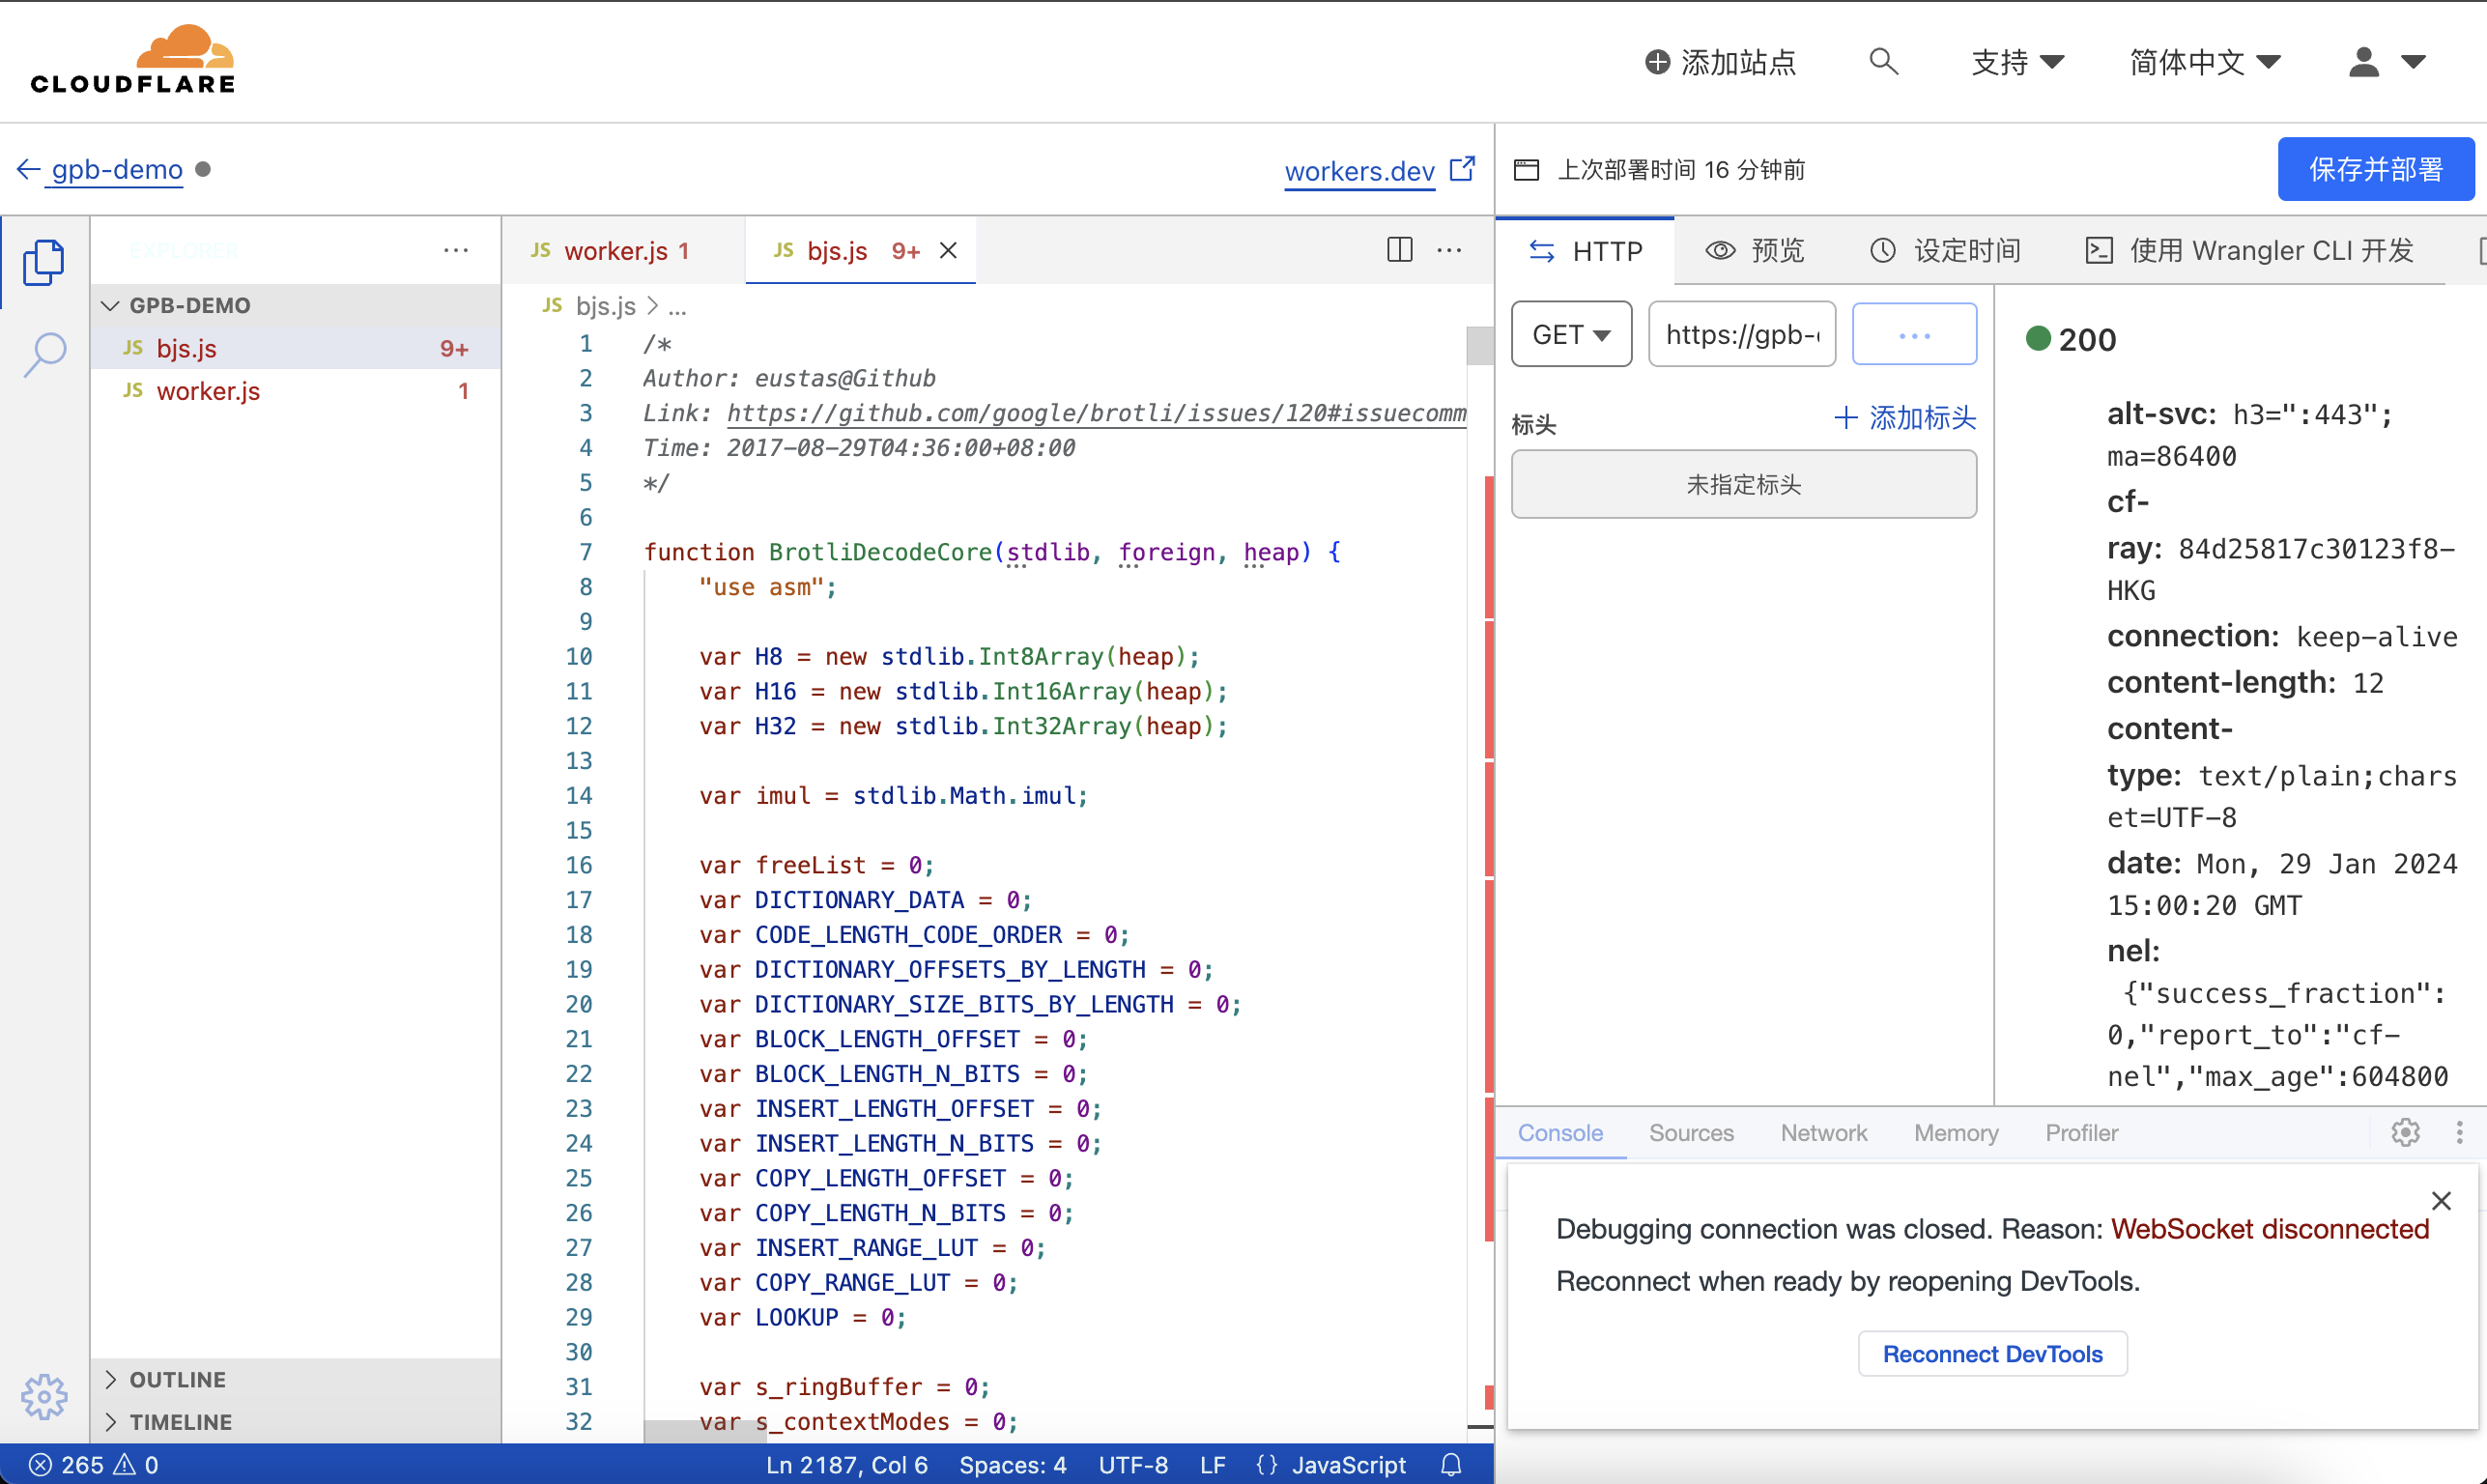 CLOUDFLARE
添加站点
支持
简体中文
gpb-demo
workers.dev
上次部署时间 16 分钟前
保存并部署
EXPLORER
GPB-DEMO
JS bjs.js 9+
JS worker.js 1
OUTLINE
TIMELINE
JS worker.js 1
JS bjs.js 9+
JS bjs.js > ...
1 /*
2 Author: eustas@Github
3 Link: https://github.com/google/brotli/issues/120#issuecomm
4 Time: 2017-08-29T04:36:00+08:00
5 */
6
7 function BrotliDecodeCore(stdlib, foreign, heap) {
8 "use asm";
9
10 var H8 = new stdlib.Int8Array(heap);
11 var H16 = new stdlib.Int16Array(heap);
12 var H32 = new stdlib.Int32Array(heap);
13
14 var imul = stdlib.Math.imul;
15
16 var freeList = 0;
17 var DICTIONARY_DATA = 0;
18 var CODE_LENGTH_CODE_ORDER = 0;
19 var DICTIONARY_OFFSETS_BY_LENGTH = 0;
20 var DICTIONARY_SIZE_BITS_BY_LENGTH = 0;
21 var BLOCK_LENGTH_OFFSET = 0;
22 var BLOCK_LENGTH_N_BITS = 0;
23 var INSERT_LENGTH_OFFSET = 0;
24 var INSERT_LENGTH_N_BITS = 0;
25 var COPY_LENGTH_OFFSET = 0;
26 var COPY_LENGTH_N_BITS = 0;
27 var INSERT_RANGE_LUT = 0;
28 var COPY_RANGE_LUT = 0;
29 var LOOKUP = 0;
30
31 var s_ringBuffer = 0;
32 var s_contextModes = 0;
HTTP
预览
设定时间
使用 Wrangler CLI 开发
GET
https://gpb-
...
标头
+ 添加标头
未指定标头
200
alt-svc: h3=":443";
ma=86400
cf-
ray: 84d25817c30123f8-
HKG
connection: keep-alive
content-length: 12
content-
type: text/plain;chars
et=UTF-8
date: Mon, 29 Jan 2024
15:00:20 GMT
nel:
{"success_fraction":
0,"report_to":"cf-
nel","max_age":604800
Console
Sources
Network
Memory
Profiler
Debugging connection was closed. Reason: WebSocket disconnected
Reconnect when ready by reopening DevTools.
Reconnect DevTools
265
0
Ln 2187, Col 6
Spaces: 4
UTF-8
LF
{} JavaScript